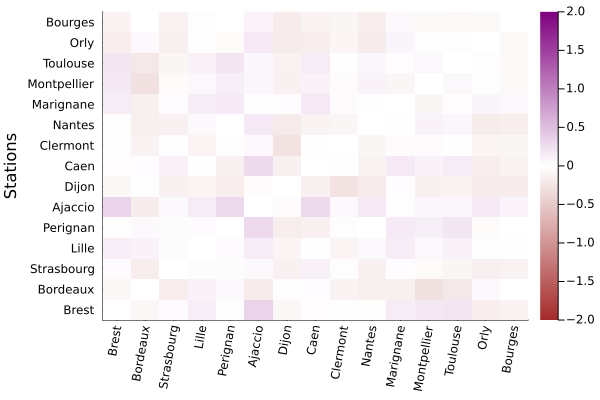 Stations
Bourges
Orly
Toulouse
Montpellier
Marignane
Nantes
Clermont
Caen
Dijon
Ajaccio
Perignan
Lille
Strasbourg
Bordeaux
Brest
Brest
Bordeaux
Strasbourg
Lille
Perignan
Ajaccio
Dijon
Caen
Clermont
Nantes
Marignane
Montpellier
Toulouse
Orly
Bourges
2.0
1.5
1.0
0.5
0
−0.5
−1.0
−1.5
−2.0